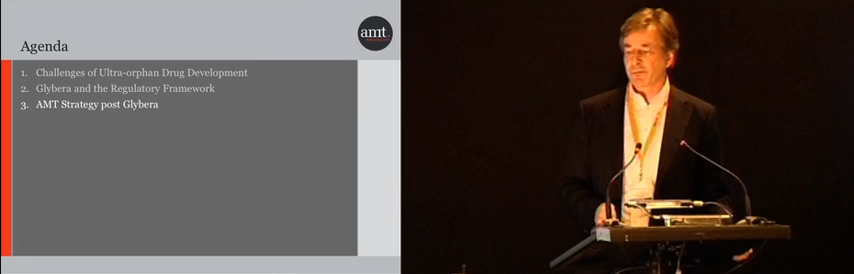 Agenda
amt
1. Challenges of Ultra-orphan Drug Development
2. Glybera and the Regulatory Framework
3. AMT Strategy post Glybera